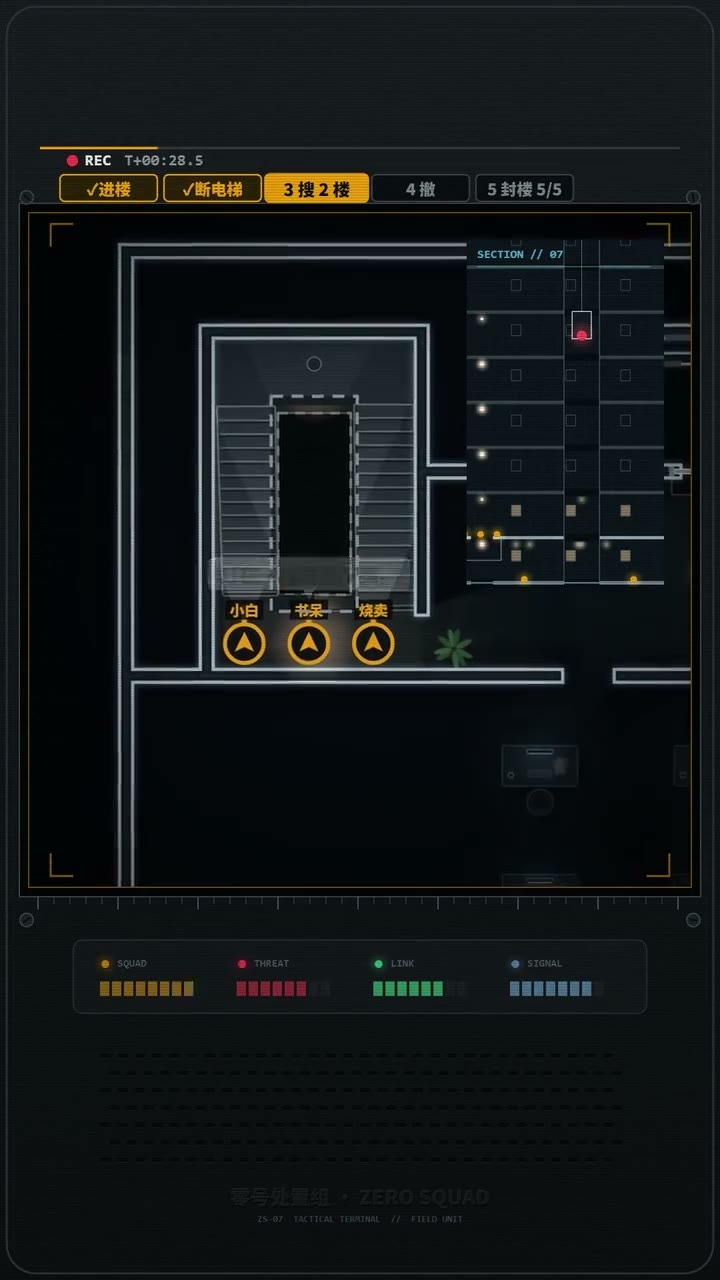 REC T+00:28.5
✓进楼 ✓断电梯 3 搜 2 楼 4 撤 5 封楼 5/5
SECTION // 07
小白 书呆 烧卖
SQUAD THREAT LINK SIGNAL
零号处置组 · ZERO SQUAD
ZS-07 TACTICAL TERMINAL // FIELD UNIT